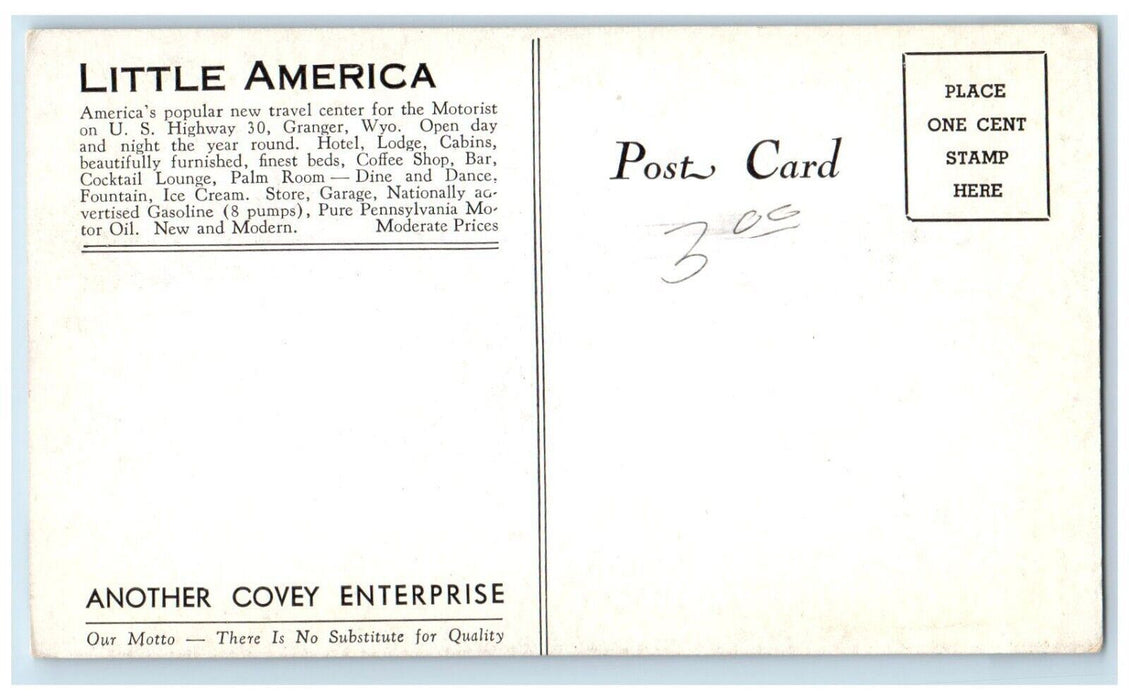 LITTLE AMERICA
America's popular new travel center for the Motorist
on U. S. Highway 30, Granger, Wyo. Open day
and night the year round. Hotel, Lodge, Cabins,
beautifully furnished, finest beds, Coffee Shop, Bar,
Cocktail Lounge, Palm Room — Dine and Dance,
Fountain, Ice Cream. Store, Garage, Nationally ad-
vertised Gasoline (8 pumps), Pure Pennsylvania Mo-
tor Oil. New and Modern. Moderate Prices
ANOTHER COVEY ENTERPRISE
Our Motto — There Is No Substitute for Quality
Post Card
3 00
PLACE
ONE CENT
STAMP
HERE